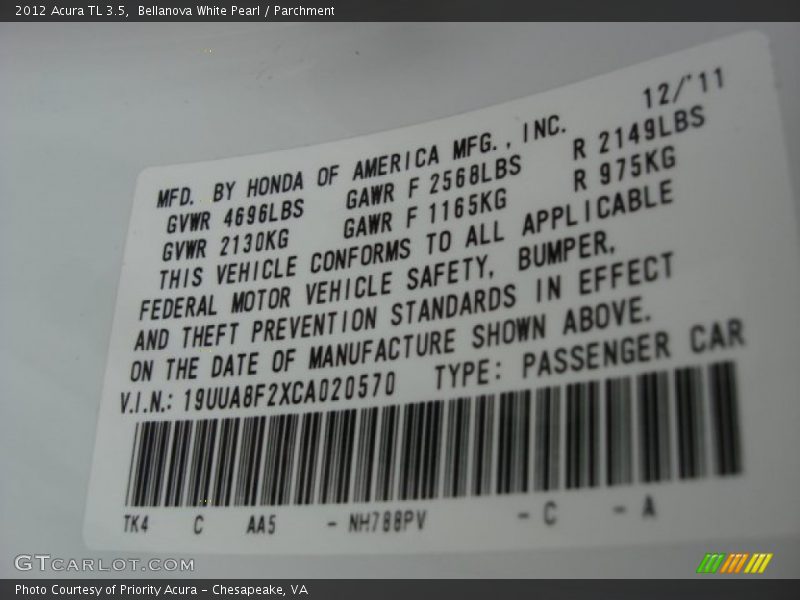 2012 Acura TL 3.5,  Bellanova White Pearl / Parchment
12/'11
MFD. BY HONDA OF AMERICA MFG., INC.
GVWR 4696LBS GAWR F 2568LBS R 2149LBS
GVWR 2130KG GAWR F 1165KG R 975KG
THIS VEHICLE CONFORMS TO ALL APPLICABLE
FEDERAL MOTOR VEHICLE SAFETY, BUMPER,
AND THEFT PREVENTION STANDARDS IN EFFECT
ON THE DATE OF MANUFACTURE SHOWN ABOVE.
V.I.N.: 19UUA8F2XCA020570 TYPE: PASSENGER CAR
TK4 C AA5 - NH788PV - C - A
GTCARLOT.COM
Photo Courtesy of Priority Acura – Chesapeake, VA